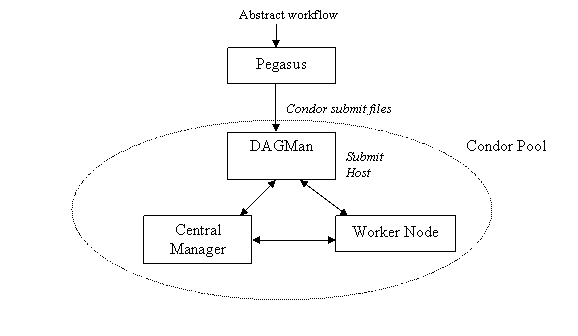 Abstract workflow
Pegasus
Condor submit files
DAGMan
Submit
Host
Condor Pool
Central
Manager
Worker Node